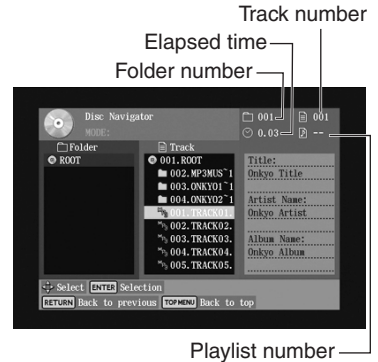 Track number
Elapsed time
Folder number
Disc Navigator
001
001
MODE:
0.03
--
Folder
Track
ROOT
001.ROOT
002.MP3MUS~1
003.ONKYO1~1
004.ONKYO2~1
001.TRACK01.
002.TRACK02.
003.TRACK03.
004.TRACK04.
005.TRACK05.
Title:
Onkyo Title
Artist Name:
Onkyo Artist
Album Name:
Onkyo Album
Select ENTER Selection
RETURN Back to previous TOP MENU Back to top
Playlist number